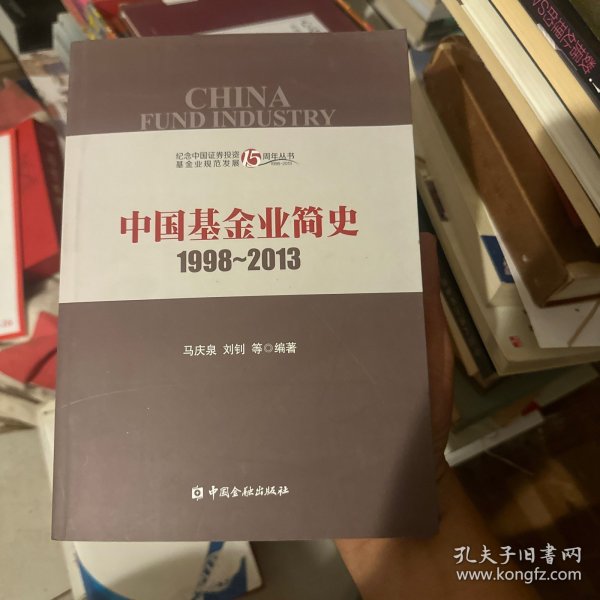 CHINA
FUND INDUSTRY
纪念中国证券投资
基金业规范发展
15周年丛书
1998-2013
中国基金业简史
1998~2013
马庆泉 刘钊 等◎编著
中国金融出版社
孔夫子旧书网
www.kongfz.com